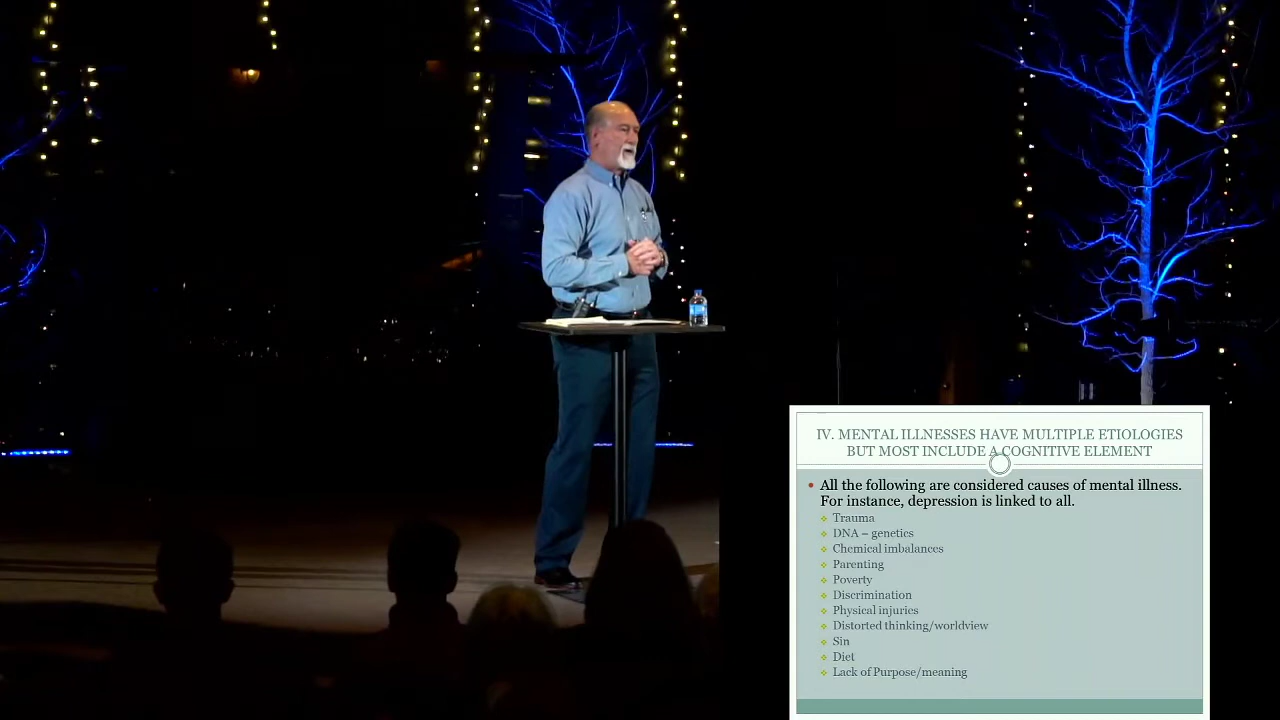 IV. MENTAL ILLNESSES HAVE MULTIPLE ETIOLOGIES
BUT MOST INCLUDE A COGNITIVE ELEMENT
• All the following are considered causes of mental illness.
For instance, depression is linked to all.
Trauma
DNA – genetics
Chemical imbalances
Parenting
Poverty
Discrimination
Physical injuries
Distorted thinking/worldview
Sin
Diet
Lack of Purpose/meaning